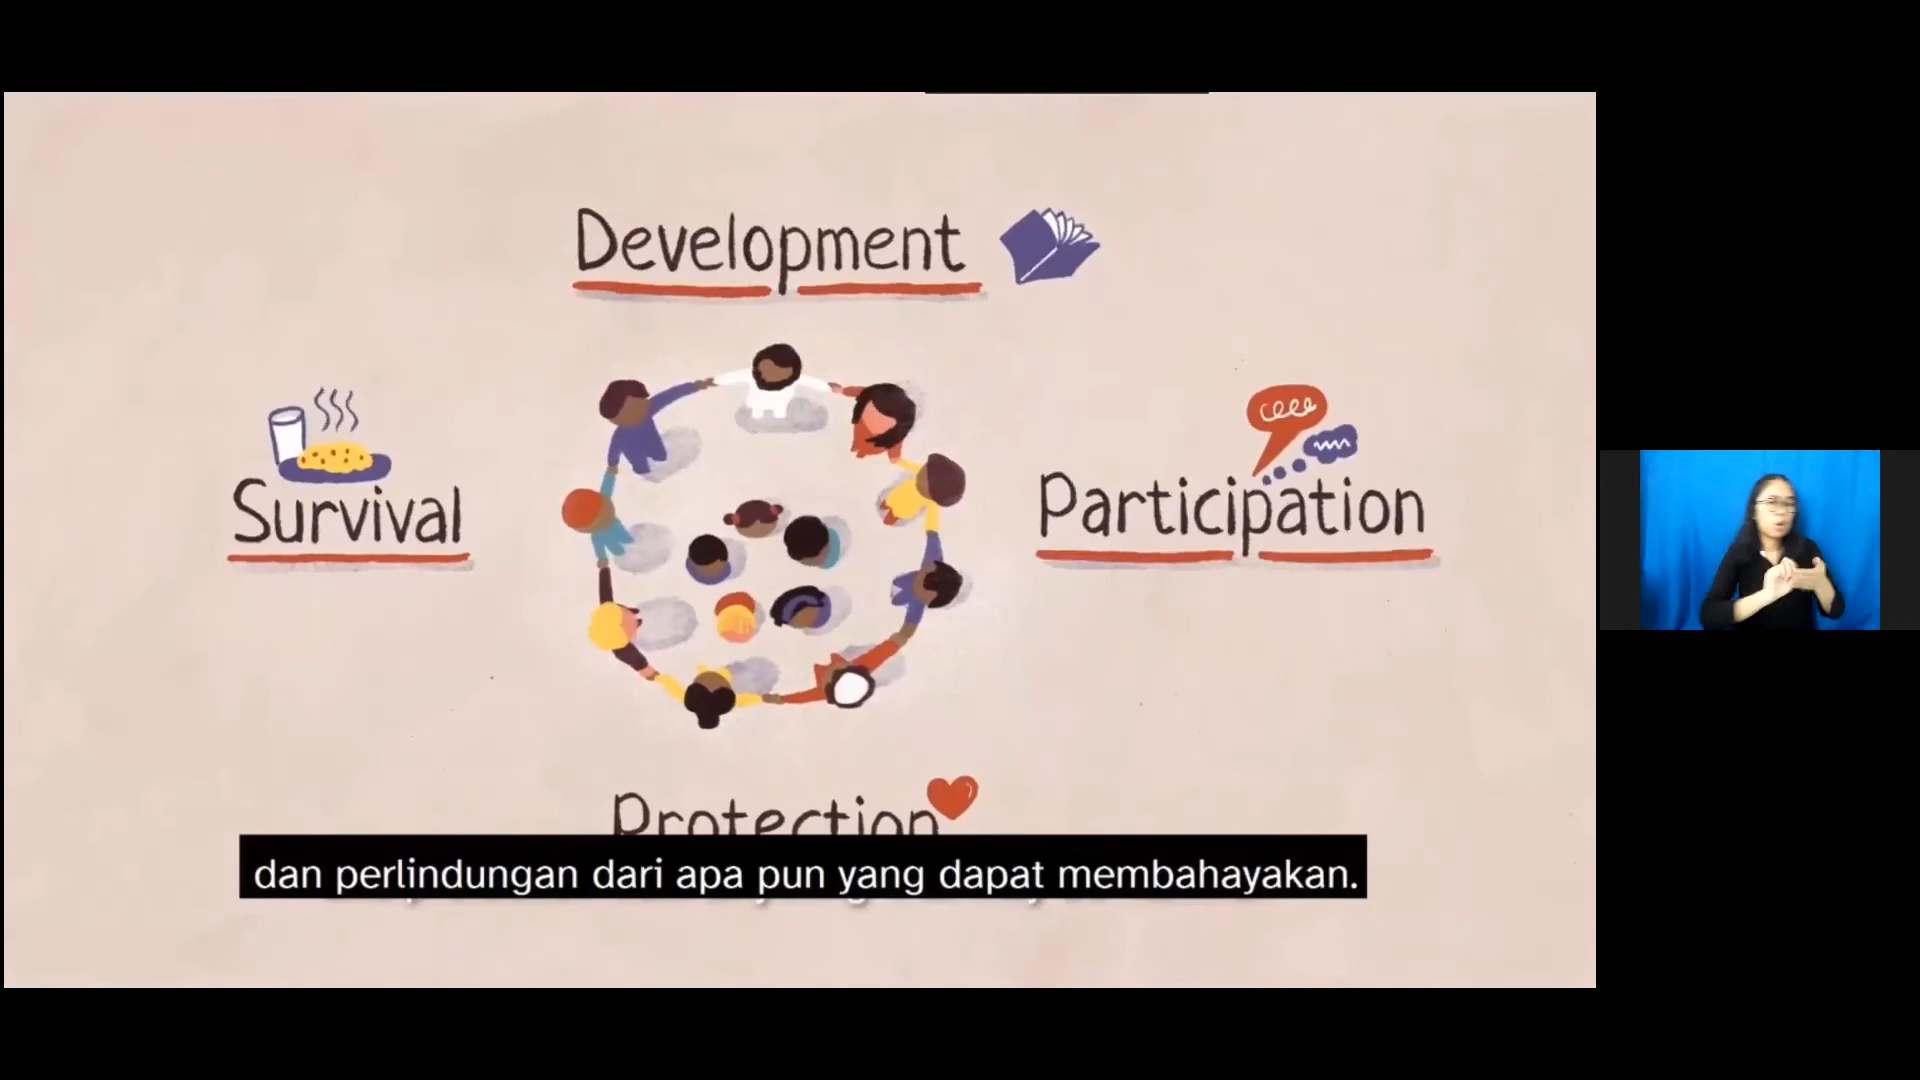 Development
Survival
Participation
Protection
dan perlindungan dari apa pun yang dapat membahayakan.